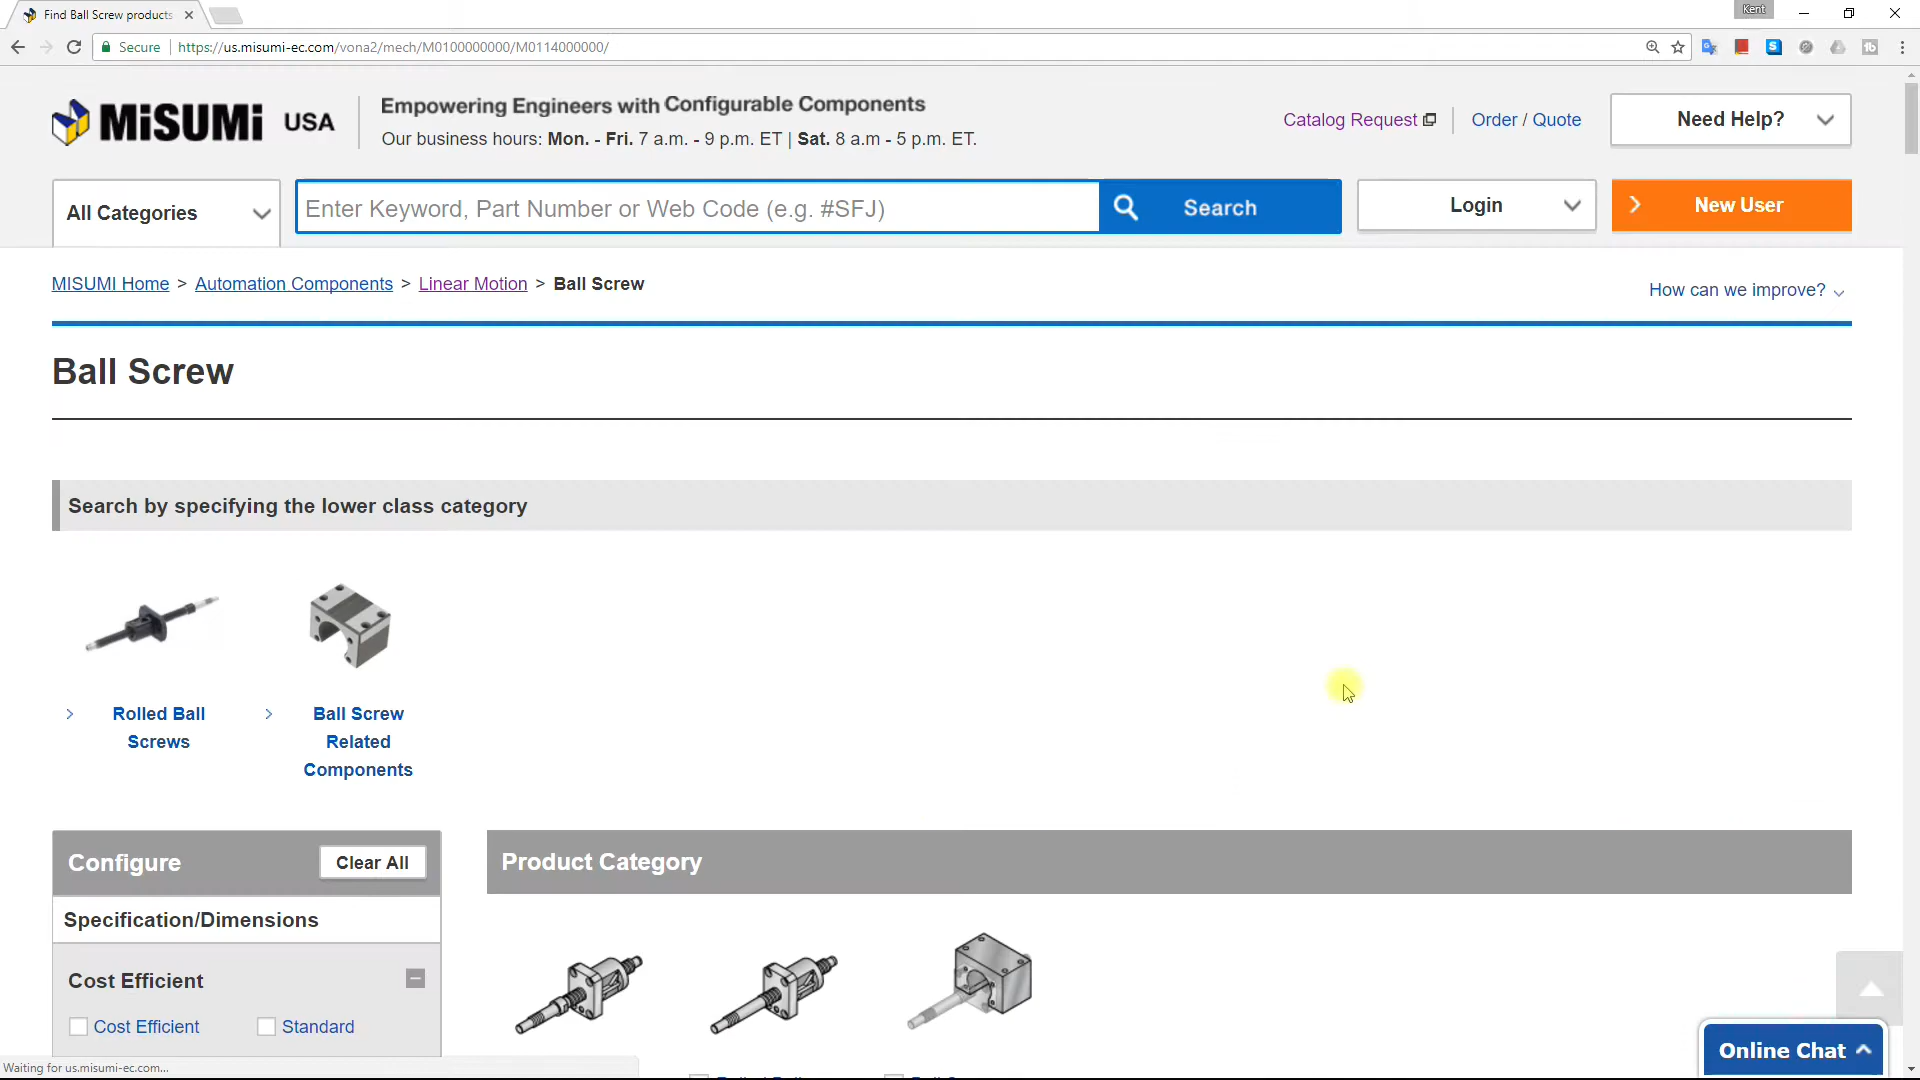 Find Ball Screw products
Kent
Secure
https://us.misumi-ec.com/vona2/mech/M0100000000/M0114000000/
MiSUMi USA
Empowering Engineers with Configurable Components
Our business hours: Mon. - Fri. 7 a.m. - 9 p.m. ET | Sat. 8 a.m - 5 p.m. ET.
Catalog Request
Order / Quote
Need Help?
All Categories
Enter Keyword, Part Number or Web Code (e.g. #SFJ)
Search
Login
New User
MISUMI Home > Automation Components > Linear Motion > Ball Screw
How can we improve?
Ball Screw
Search by specifying the lower class category
Rolled Ball
Screws
Ball Screw
Related
Components
Configure
Clear All
Product Category
Specification/Dimensions
Cost Efficient
Cost Efficient
Standard
Online Chat
Waiting for us.misumi-ec.com...